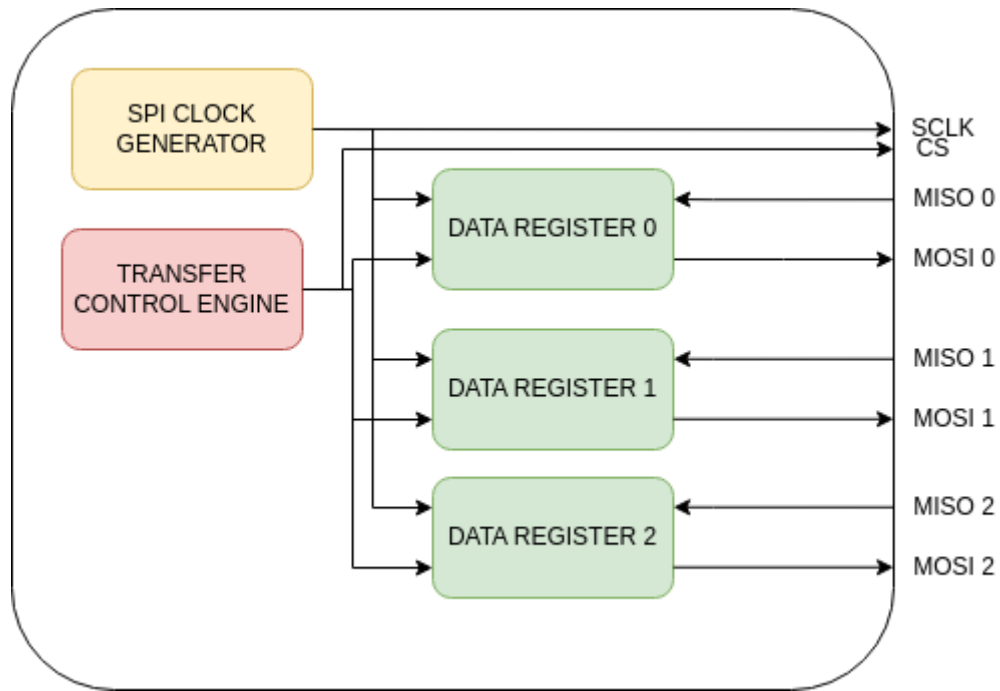 SPI CLOCK
GENERATOR
SCLK
CS
MISO 0
DATA REGISTER 0
MOSI 0
TRANSFER
CONTROL ENGINE
MISO 1
DATA REGISTER 1
MOSI 1
MISO 2
DATA REGISTER 2
MOSI 2